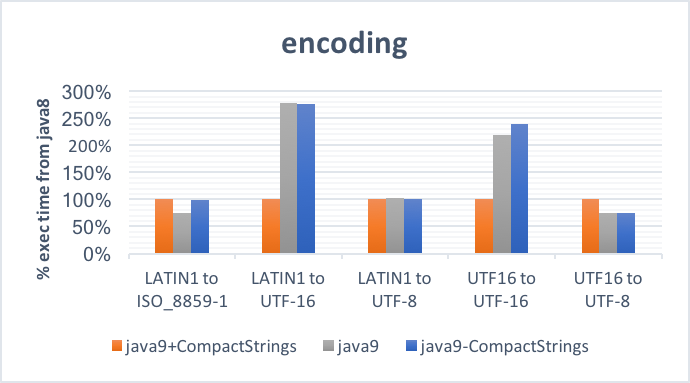 encoding
% exec time from java8
300%
250%
200%
150%
100%
50%
0%
LATIN1 to
ISO_8859-1
LATIN1 to
UTF-16
LATIN1 to
UTF-8
UTF16 to
UTF-16
UTF16 to
UTF-8
java9+CompactStrings
java9
java9-CompactStrings